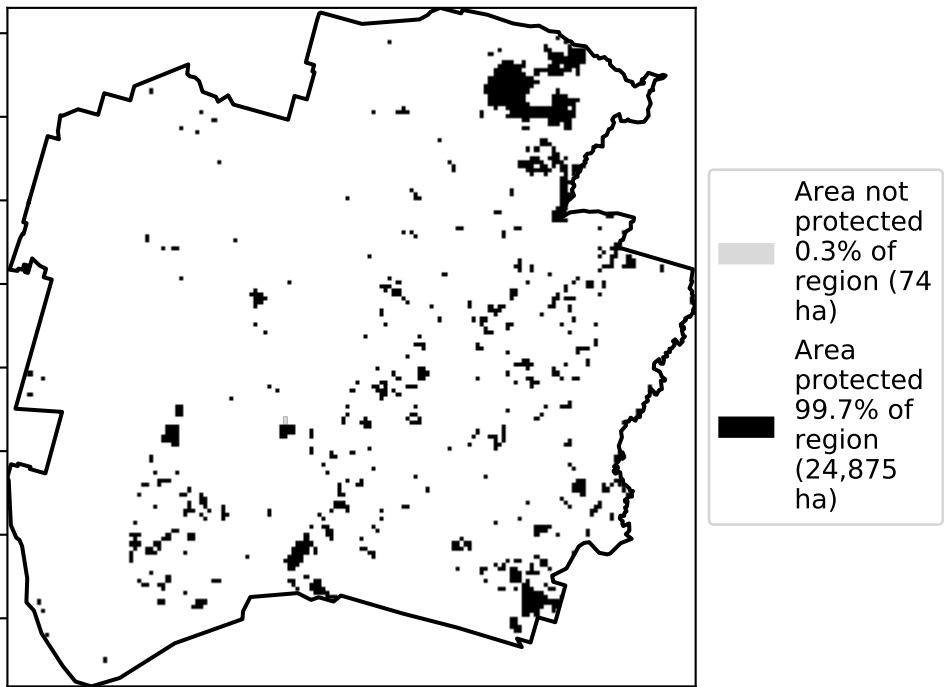 Area not
protected
0.3% of
region (74
ha)
Area
protected
99.7% of
region
(24,875
ha)